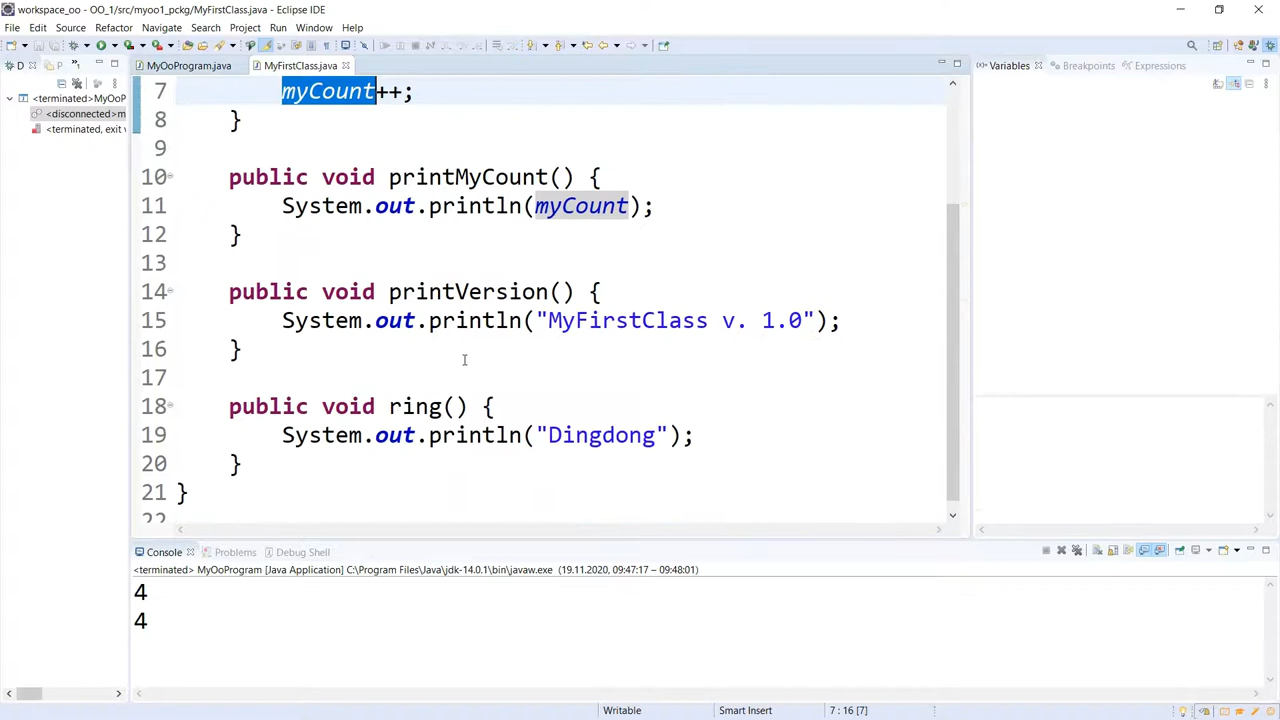 workspace_oo - OO_1/src/myoo1_pckg/MyFirstClass.java - Eclipse IDE
File Edit Source Refactor Navigate Search Project Run Window Help
D P MyOoProgram.java MyFirstClass.java Variables Breakpoints Expressions
<terminated>MyOoP
<disconnected>m
<terminated, exit v
7 myCount++;
8 }
9
10 public void printMyCount() {
11 System.out.println(myCount);
12 }
13
14 public void printVersion() {
15 System.out.println("MyFirstClass v. 1.0");
16 }
17
18 public void ring() {
19 System.out.println("Dingdong");
20 }
21 }
22
Console Problems Debug Shell
<terminated> MyOoProgram [Java Application] C:\Program Files\Java\jdk-14.0.1\bin\javaw.exe (19.11.2020, 09:47:17 – 09:48:01)
4
4
Writable Smart Insert 7 : 16 [7]